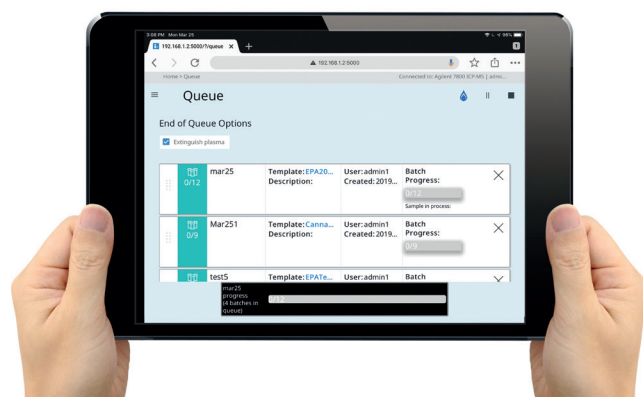 3:09 PM Mon Mar 25
98%
192.168.1.2:5000/?/queue × +
192.168.1.2:5000
Home > Queue
Connected to: Agilent 7800 ICP-MS | admi...
Queue
End of Queue Options
Extinguish plasma
0/12
mar25
Template: EPA20...
Description:
User: admin1
Created: 2019...
Batch
Progress:
0/12
Sample in process:
0/9
Mar251
Template: Canna...
Description:
User: admin1
Created: 2019...
Batch
Progress:
0/9
test5
Template: EPATe...
User: admin1
Batch
mar25
progress
(4 batches in
queue)
0/12